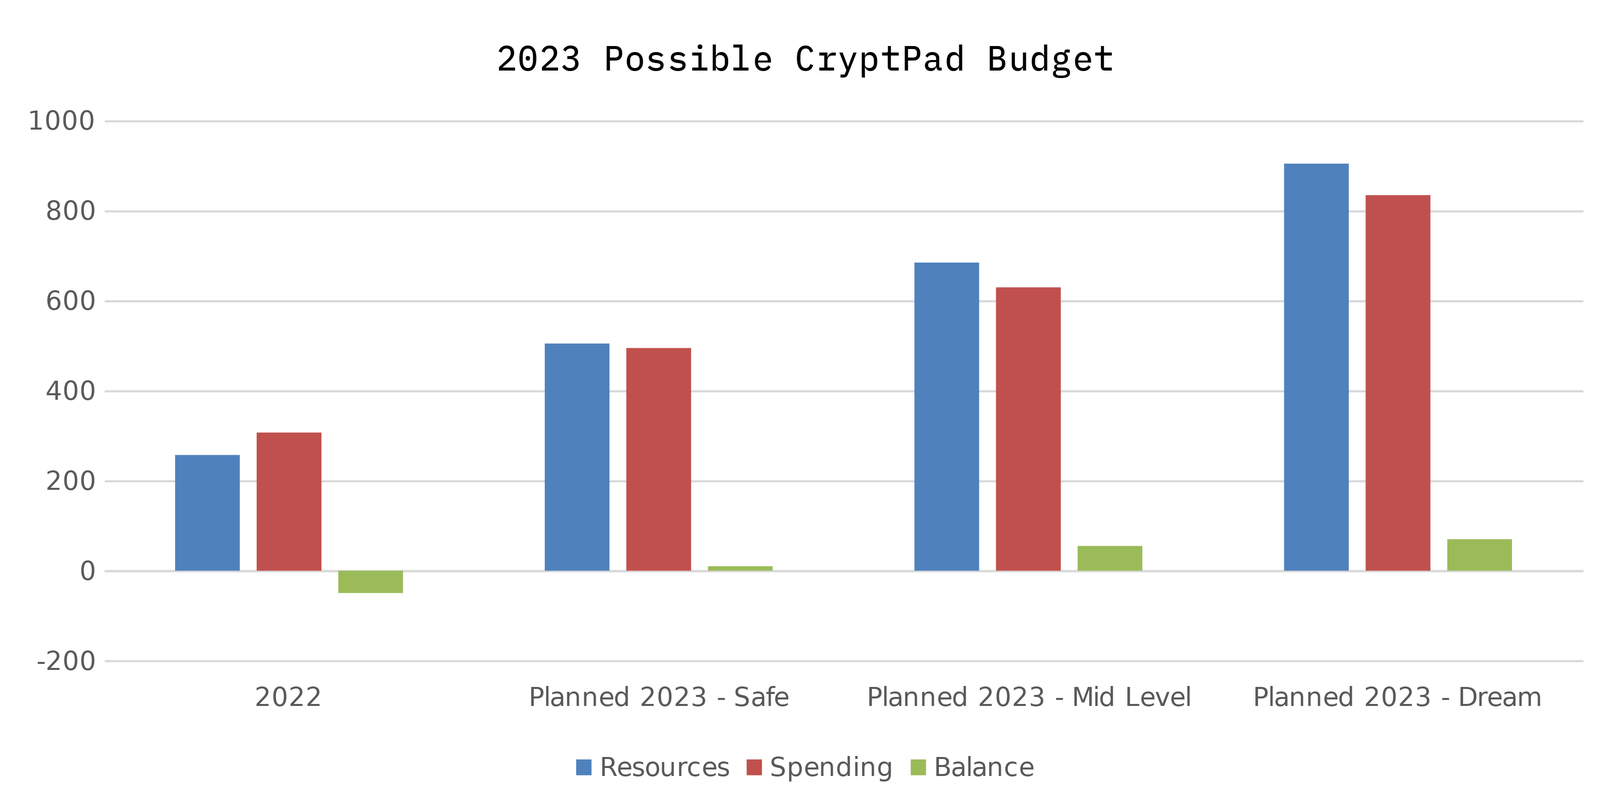 2023 Possible CryptPad Budget
1000
800
600
400
200
0
-200
2022 Planned 2023 - Safe Planned 2023 - Mid Level Planned 2023 - Dream
Resources Spending Balance